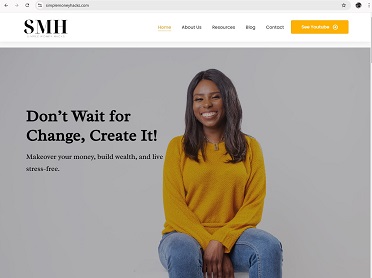 simplemoneyhacks.com
SMH
Home
About Us
Resources
Blog
Contact
See Youtube
Don't Wait for
Change, Create It!
Makeover your money, build wealth, and live
stress-free.